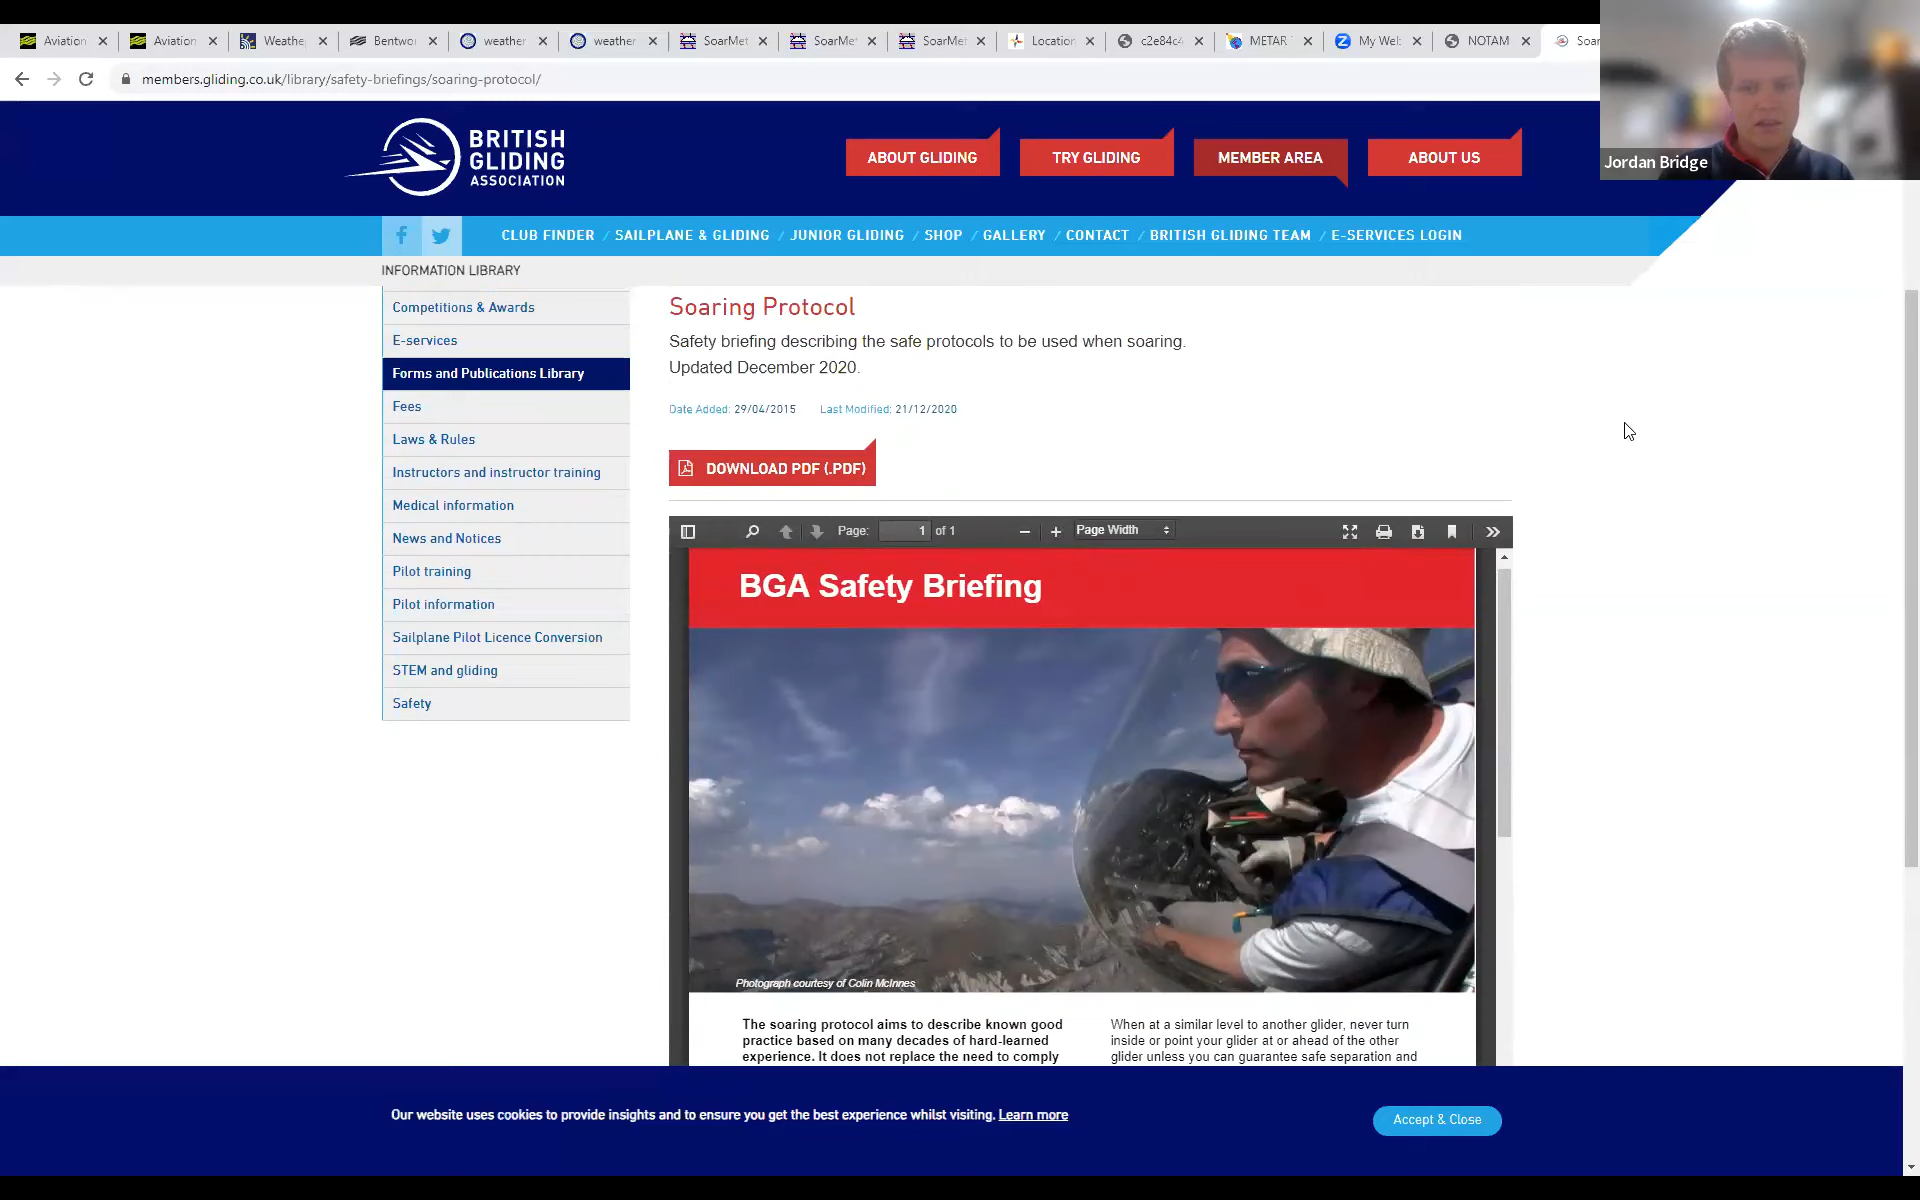 Aviation
Aviation
Weathe
Bentwo
weather
weather
SoarMet
SoarMet
SoarMet
Location
c2e84c4
METAR
My Wel
NOTAM
Soar
members.gliding.co.uk/library/safety-briefings/soaring-protocol/
Jordan Bridge
BRITISH
GLIDING
ASSOCIATION
ABOUT GLIDING
TRY GLIDING
MEMBER AREA
ABOUT US
CLUB FINDER / SAILPLANE & GLIDING / JUNIOR GLIDING / SHOP / GALLERY / CONTACT / BRITISH GLIDING TEAM / E-SERVICES LOGIN
INFORMATION LIBRARY
Competitions & Awards
E-services
Forms and Publications Library
Fees
Laws & Rules
Instructors and instructor training
Medical information
News and Notices
Pilot training
Pilot information
Sailplane Pilot Licence Conversion
STEM and gliding
Safety
Soaring Protocol
Safety briefing describing the safe protocols to be used when soaring.
Updated December 2020.
Date Added: 29/04/2015 Last Modified: 21/12/2020
DOWNLOAD PDF (.PDF)
Page: 1 of 1
Page Width
BGA Safety Briefing
Photograph courtesy of Colin McInnes
The soaring protocol aims to describe known good
practice based on many decades of hard-learned
experience. It does not replace the need to comply
When at a similar level to another glider, never turn
inside or point your glider at or ahead of the other
glider unless you can guarantee safe separation and
Our website uses cookies to provide insights and to ensure you get the best experience whilst visiting. Learn more
Accept & Close